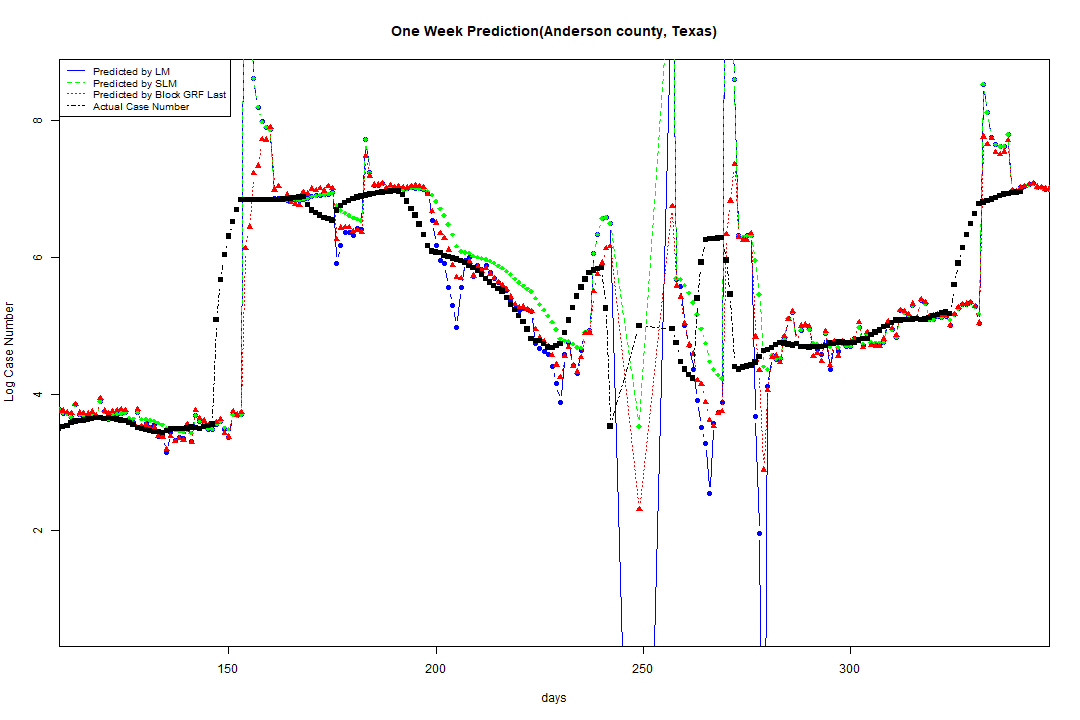 One Week Prediction(Anderson county, Texas)
Predicted by LM
Predicted by SLM
Predicted by Block GRF Last
Actual Case Number
8
6
4
2
Log Case Number
150 200 250 300
days